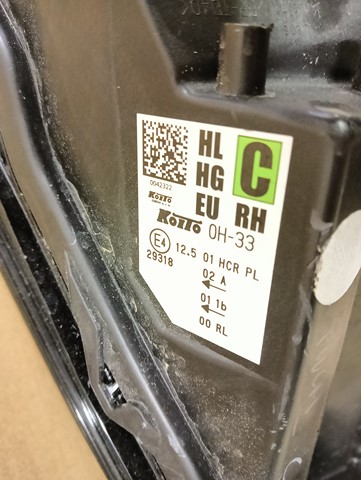 HL
HG
EU
C
RH
0042322
KOITO
KOITO 0H-33
E4 12.5 01 HCR PL
29318
02 A
01 1b
00 RL